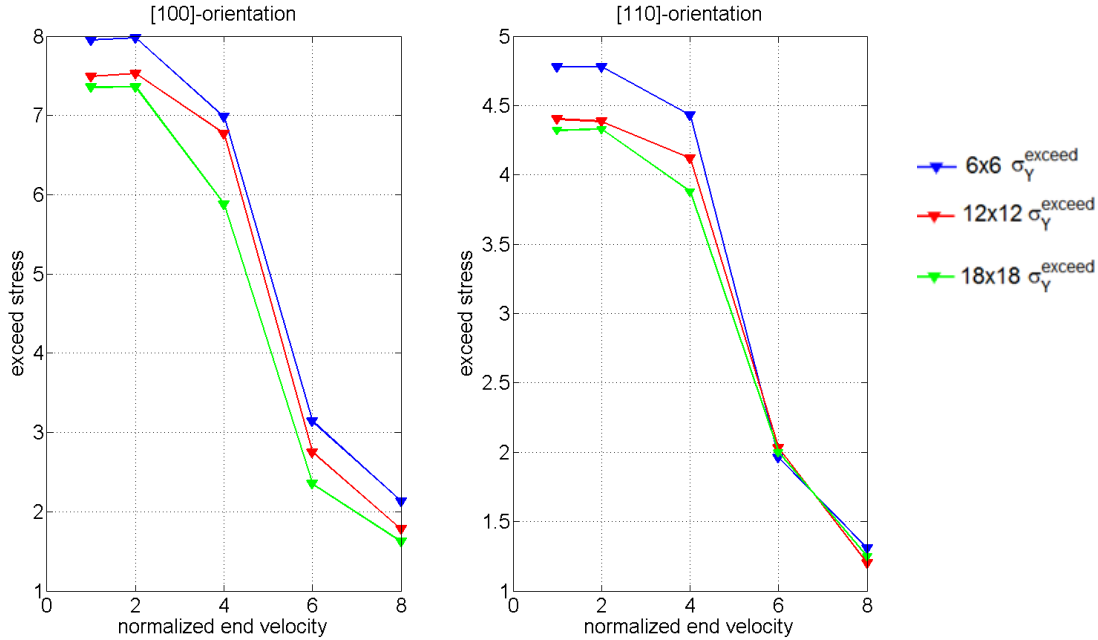 [100]-orientation
8
7
6
5
4
3
2
1
0 2 4 6 8
exceed stress
normalized end velocity
[110]-orientation
5
4.5
4
3.5
3
2.5
2
1.5
1
0 2 4 6 8
exceed stress
normalized end velocity
6x6 σ_Y^exceed
12x12 σ_Y^exceed
18x18 σ_Y^exceed